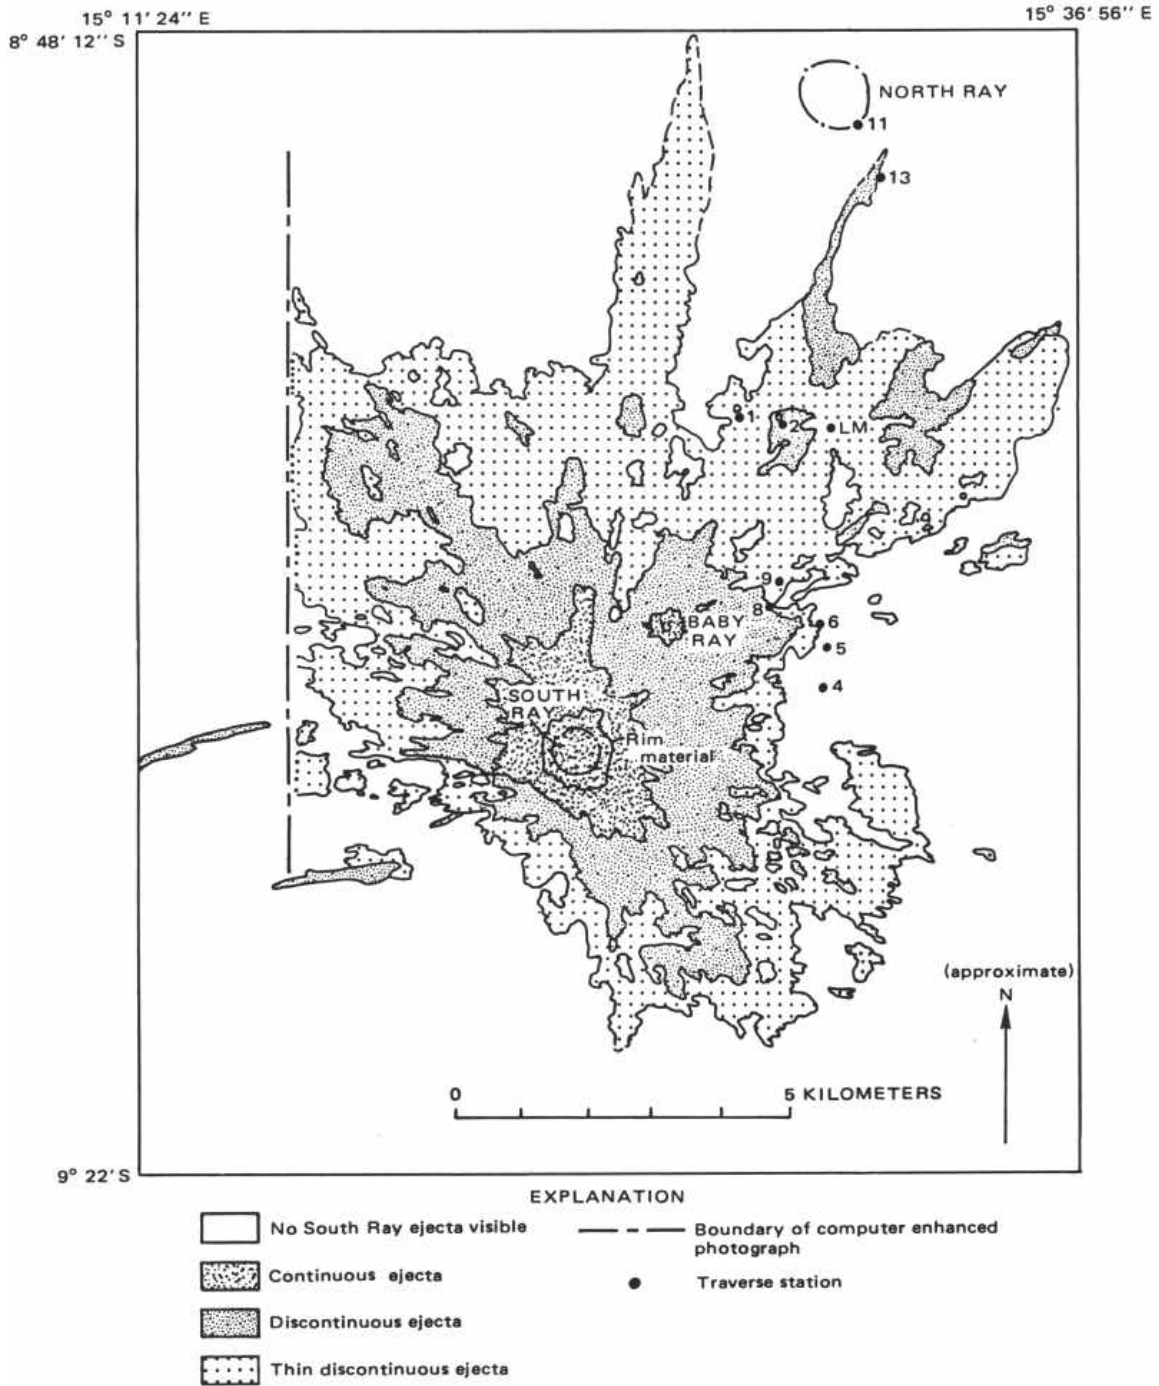 15° 11' 24" E
15° 36' 56" E
8° 48' 12" S
NORTH RAY
11
13
1
2
LM
9
8
BABY
RAY
6
5
4
SOUTH
RAY
Rim
material
(approximate)
N
0
5 KILOMETERS
9° 22'S
EXPLANATION
No South Ray ejecta visible
Boundary of computer enhanced
photograph
Continuous ejecta
Traverse station
Discontinuous ejecta
Thin discontinuous ejecta